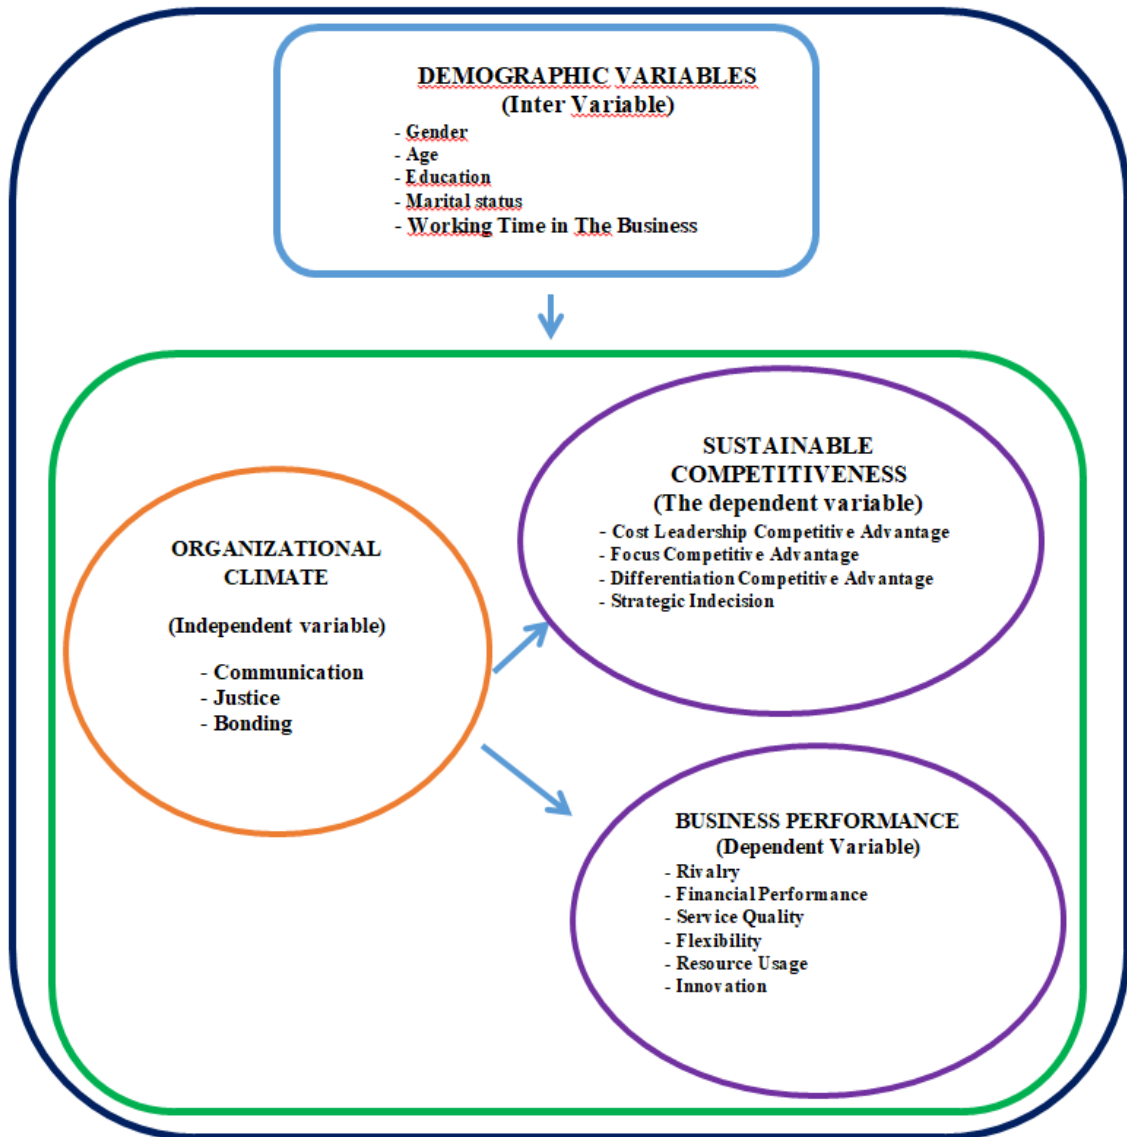 DEMOGRAPHIC VARIABLES
(Inter Variable)
- Gender
- Age
- Education
- Marital status
- Working Time in The Business
ORGANIZATIONAL
CLIMATE
(Independent variable)
- Communication
- Justice
- Bonding
SUSTAINABLE
COMPETITIVENESS
(The dependent variable)
- Cost Leadership Competitive Advantage
- Focus Competitive Advantage
- Differentiation Competitive Advantage
- Strategic Indecision
BUSINESS PERFORMANCE
(Dependent Variable)
- Rivalry
- Financial Performance
- Service Quality
- Flexibility
- Resource Usage
- Innovation